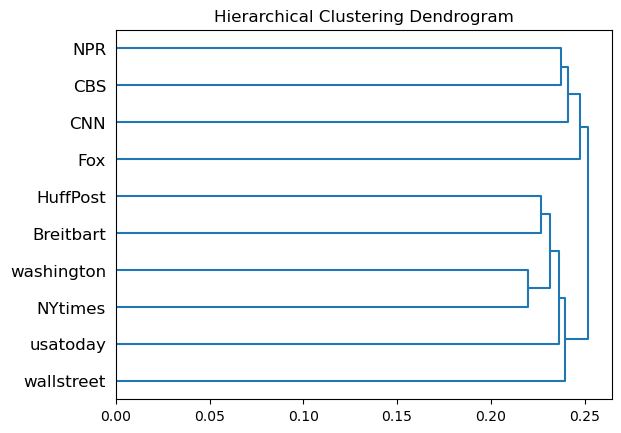 Hierarchical Clustering Dendrogram
NPR
CBS
CNN
Fox
HuffPost
Breitbart
washington
NYtimes
usatoday
wallstreet
0.00 0.05 0.10 0.15 0.20 0.25